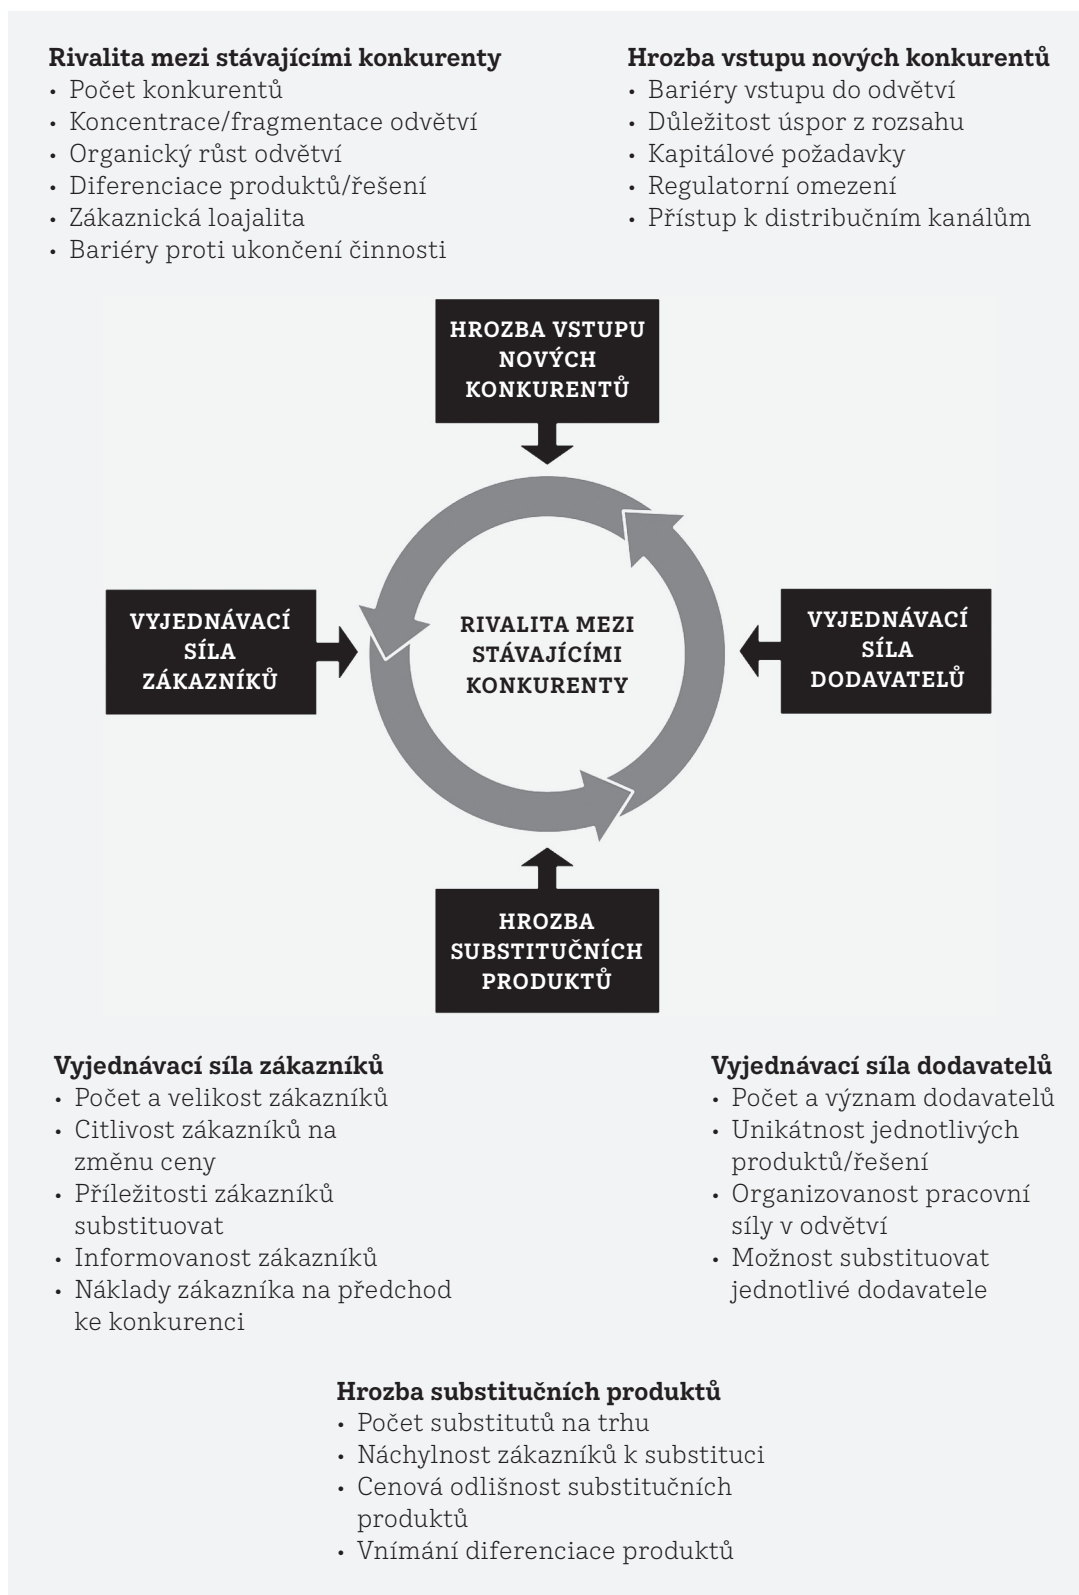 Rivalita mezi stávajícími konkurenty
• Počet konkurentů
• Koncentrace/fragmentace odvětví
• Organický růst odvětví
• Diferenciace produktů/řešení
• Zákaznická loajalita
• Bariéry proti ukončení činnosti
Hrozba vstupu nových konkurentů
• Bariéry vstupu do odvětví
• Důležitost úspor z rozsahu
• Kapitálové požadavky
• Regulatorní omezení
• Přístup k distribučním kanálům
HROZBA VSTUPU
NOVÝCH
KONKURENTŮ
VYJEDNÁVACÍ
SÍLA
ZÁKAZNÍKŮ
RIVALITA MEZI
STÁVAJÍCÍMI
KONKURENTY
VYJEDNÁVACÍ
SÍLA
DODAVATELŮ
HROZBA
SUBSTITUČNÍCH
PRODUKTŮ
Vyjednávací síla zákazníků
• Počet a velikost zákazníků
• Citlivost zákazníků na
změnu ceny
• Příležitosti zákazníků
substituovat
• Informovanost zákazníků
• Náklady zákazníka na předchod
ke konkurenci
Vyjednávací síla dodavatelů
• Počet a význam dodavatelů
• Unikátnost jednotlivých
produktů/řešení
• Organizovanost pracovní
síly v odvětví
• Možnost substituovat
jednotlivé dodavatele
Hrozba substitučních produktů
• Počet substitutů na trhu
• Náchylnost zákazníků k substituci
• Cenová odlišnost substitučních
produktů
• Vnímání diferenciace produktů